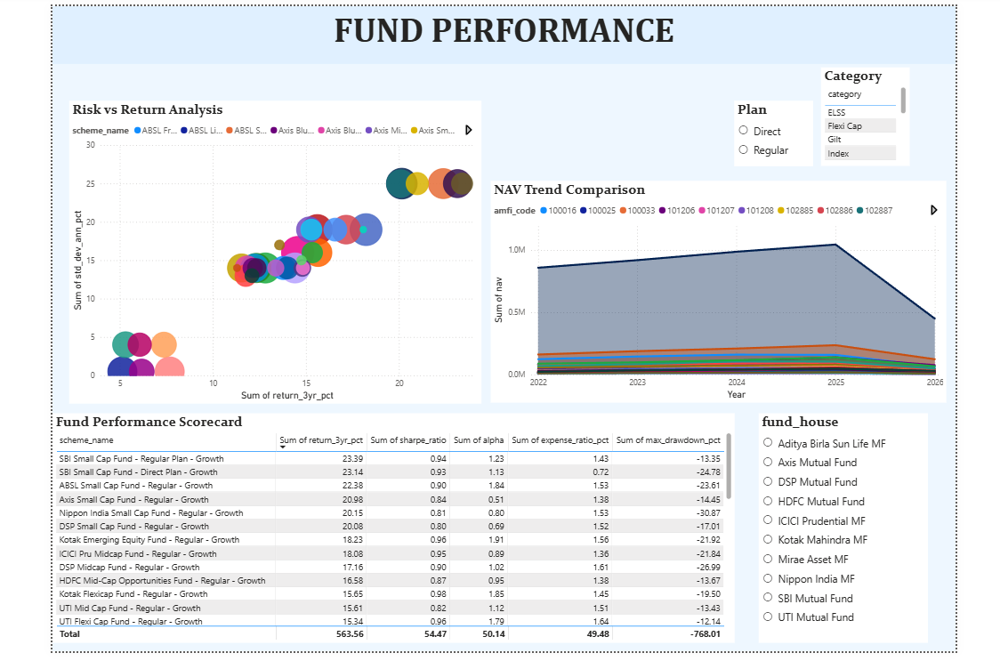 FUND PERFORMANCE
Category
category
ELSS
Flexi Cap
Gilt
Index
Plan
Direct
Regular
Risk vs Return Analysis
scheme_name ABSL Fr... ABSL Li... ABSL S... Axis Blu... Axis Blu... Axis Mi... Axis Sm...
Sum of std_dev_ann_pct
30
25
20
15
10
5
0
5 10 15 20
Sum of return_3yr_pct
NAV Trend Comparison
amfi_code 100016 100025 100033 101206 101207 101208 102885 102886 102887
Sum of nav
1.0M
0.5M
0.0M
2022 2023 2024 2025 2026
Year
Fund Performance Scorecard
scheme_name Sum of return_3yr_pct Sum of sharpe_ratio Sum of alpha Sum of expense_ratio_pct Sum of max_drawdown_pct
SBI Small Cap Fund - Regular Plan - Growth 23.39 0.94 1.23 1.43 -13.35
SBI Small Cap Fund - Direct Plan - Growth 23.14 0.93 1.13 0.72 -24.78
ABSL Small Cap Fund - Regular - Growth 22.38 0.90 1.84 1.53 -23.61
Axis Small Cap Fund - Regular - Growth 20.98 0.84 0.51 1.38 -14.45
Nippon India Small Cap Fund - Regular - Growth 20.15 0.81 0.80 1.53 -30.87
DSP Small Cap Fund - Regular - Growth 20.08 0.80 0.69 1.52 -17.01
Kotak Emerging Equity Fund - Regular - Growth 18.23 0.96 1.91 1.56 -21.92
ICICI Pru Midcap Fund - Regular - Growth 18.08 0.95 0.89 1.36 -21.84
DSP Midcap Fund - Regular - Growth 17.16 0.90 1.02 1.61 -26.99
HDFC Mid-Cap Opportunities Fund - Regular - Growth 16.58 0.87 0.95 1.38 -13.67
Kotak Flexicap Fund - Regular - Growth 15.65 0.98 1.85 1.45 -19.50
UTI Mid Cap Fund - Regular - Growth 15.61 0.82 1.12 1.51 -13.43
UTI Flexi Cap Fund - Regular - Growth 15.34 0.96 1.79 1.64 -12.14
Total 563.56 54.47 50.14 49.48 -768.01
fund_house
Aditya Birla Sun Life MF
Axis Mutual Fund
DSP Mutual Fund
HDFC Mutual Fund
ICICI Prudential MF
Kotak Mahindra MF
Mirae Asset MF
Nippon India MF
SBI Mutual Fund
UTI Mutual Fund